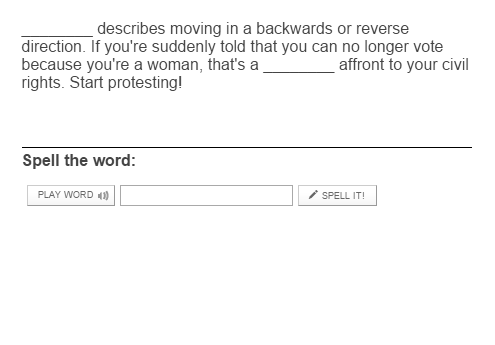 ________ describes moving in a backwards or reverse
direction. If you're suddenly told that you can no longer vote
because you're a woman, that's a ________ affront to your civil
rights. Start protesting!
Spell the word:
PLAY WORD
SPELL IT!